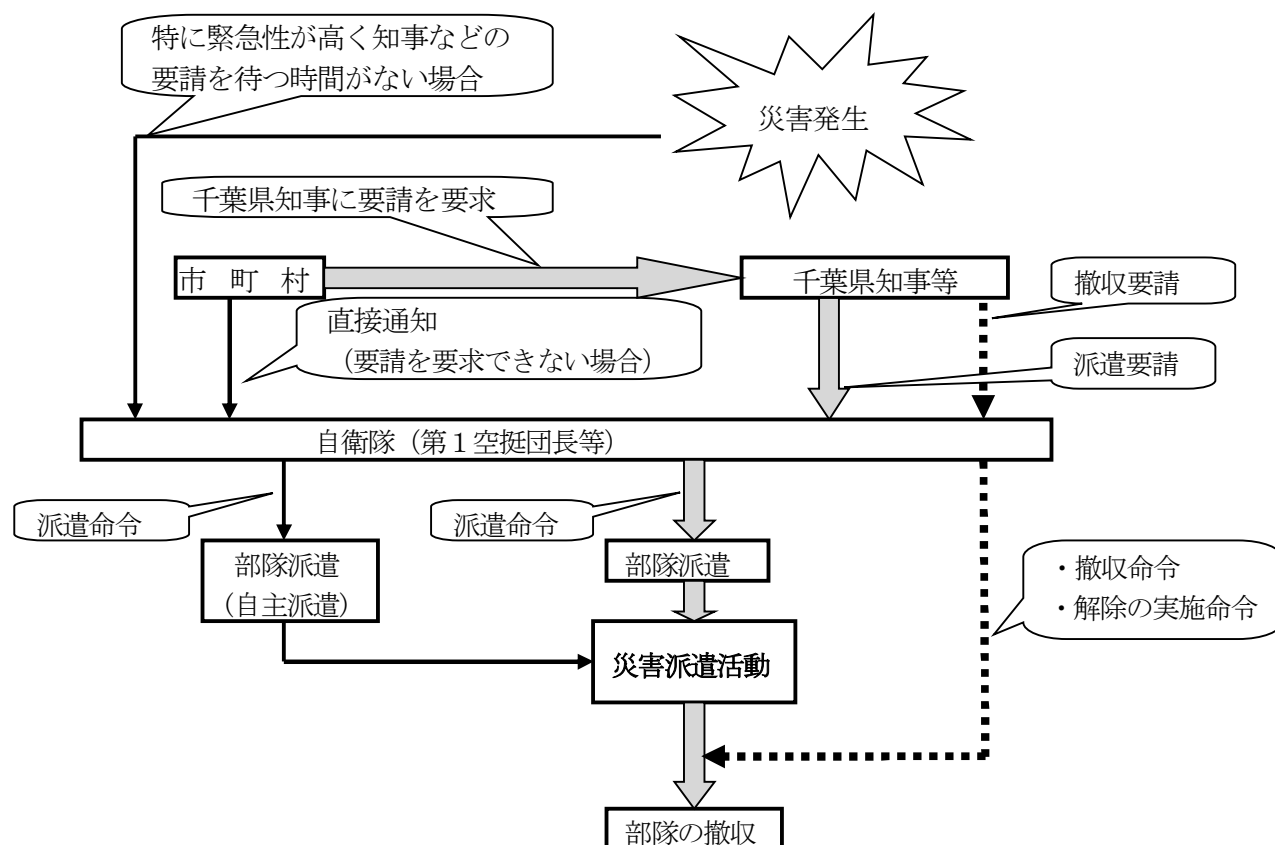 特に緊急性が高く知事などの
要請を待つ時間がない場合
災害発生
千葉県知事に要請を要求
市　町　村
千葉県知事等
撤収要請
直接通知
（要請を要求できない場合）
派遣要請
自衛隊（第１空挺団長等）
派遣命令
派遣命令
部隊派遣
（自主派遣）
部隊派遣
・撤収命令
・解除の実施命令
災害派遣活動
部隊の撤収